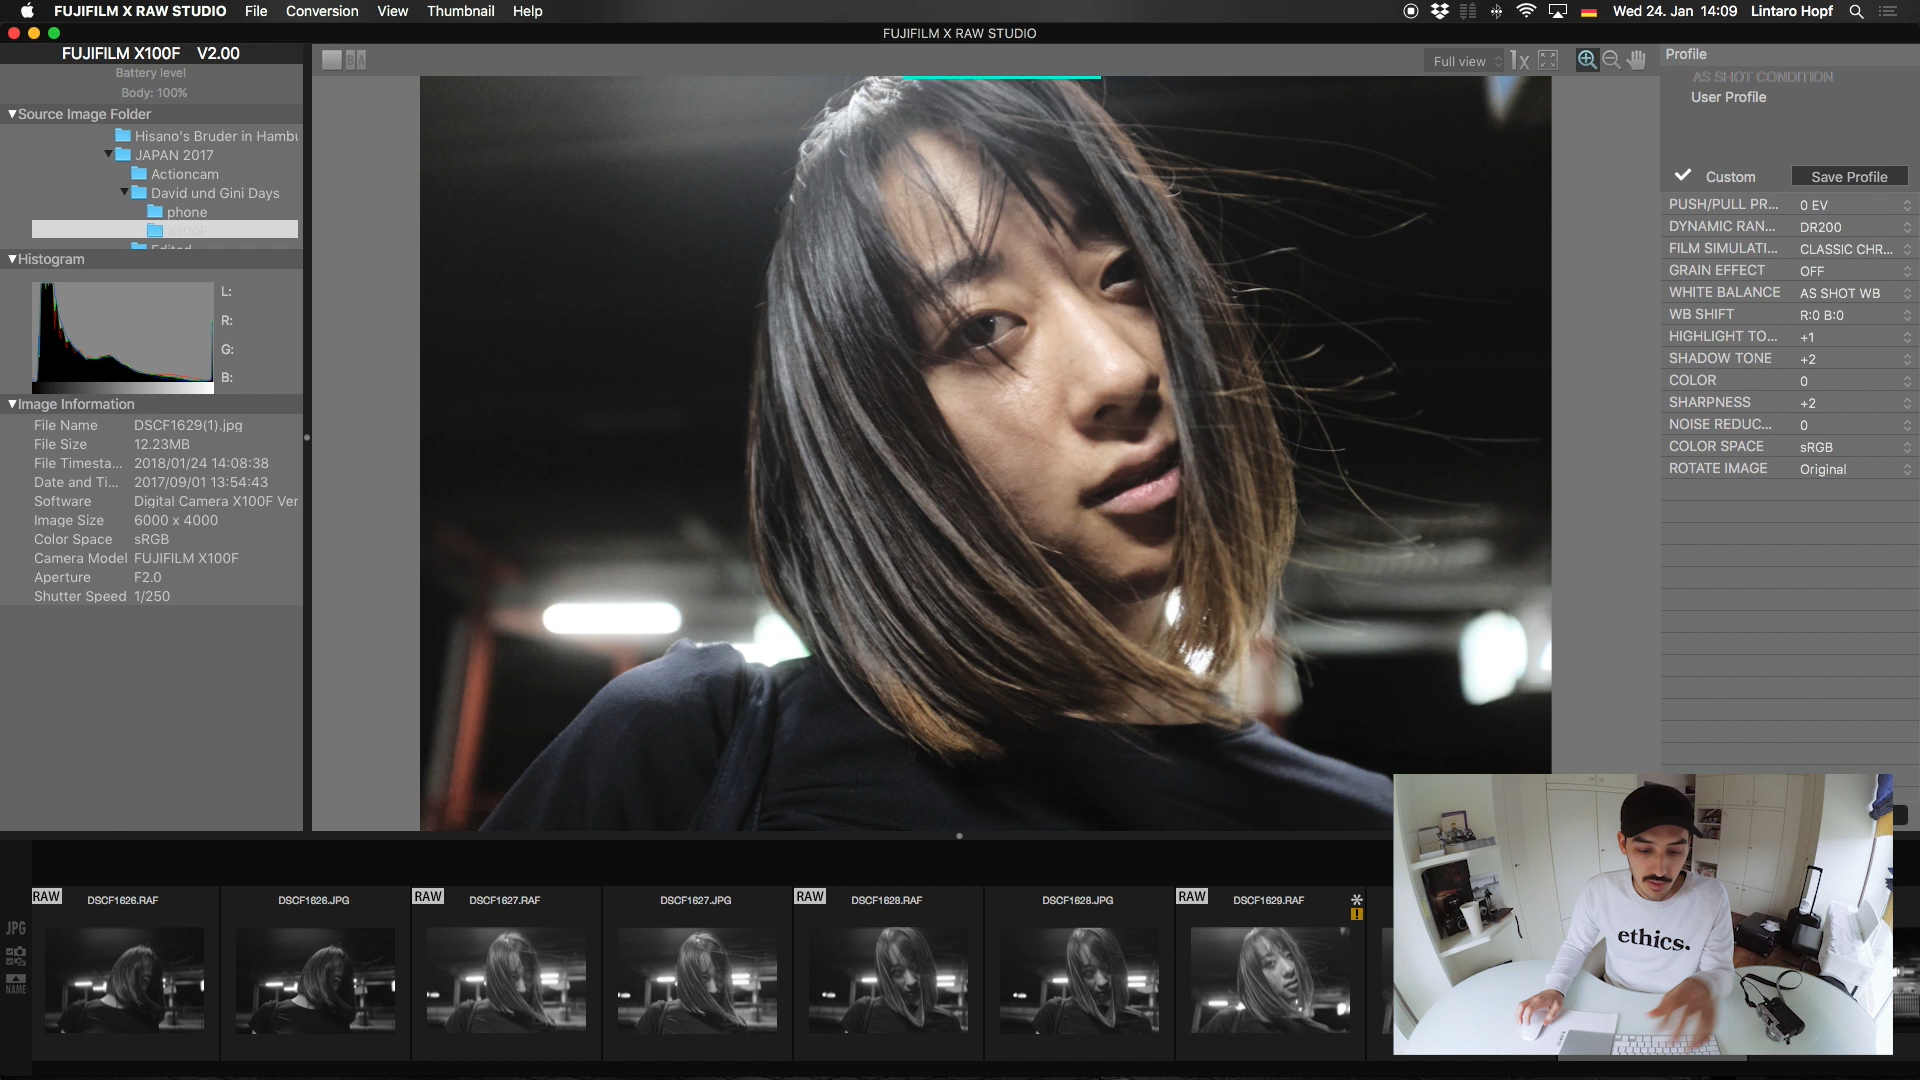 FUJIFILM X RAW STUDIO File Conversion View Thumbnail Help Wed 24. Jan 14:09 Lintaro Hopf
FUJIFILM X RAW STUDIO
FUJIFILM X100F V2.00
Battery level
Body: 100%
Source Image Folder
Hisano's Bruder in Hambu
JAPAN 2017
Actioncam
David und Gini Days
phone
X100F
Edited
Histogram
L:
R:
G:
B:
Image Information
File Name DSCF1629(1).jpg
File Size 12.23MB
File Timesta... 2018/01/24 14:08:38
Date and Ti... 2017/09/01 13:54:43
Software Digital Camera X100F Ver
Image Size 6000 x 4000
Color Space sRGB
Camera Model FUJIFILM X100F
Aperture F2.0
Shutter Speed 1/250
B A
Full view 1x
Profile
AS SHOT CONDITION
User Profile
Custom Save Profile
PUSH/PULL PR... 0 EV
DYNAMIC RAN... DR200
FILM SIMULATI... CLASSIC CHR...
GRAIN EFFECT OFF
WHITE BALANCE AS SHOT WB
WB SHIFT R:0 B:0
HIGHLIGHT TO... +1
SHADOW TONE +2
COLOR 0
SHARPNESS +2
NOISE REDUC... 0
COLOR SPACE sRGB
ROTATE IMAGE Original
RAW DSCF1626.RAF
DSCF1626.JPG
RAW DSCF1627.RAF
DSCF1627.JPG
RAW DSCF1628.RAF
DSCF1628.JPG
RAW DSCF1629.RAF
JPG
NAME
ethics.